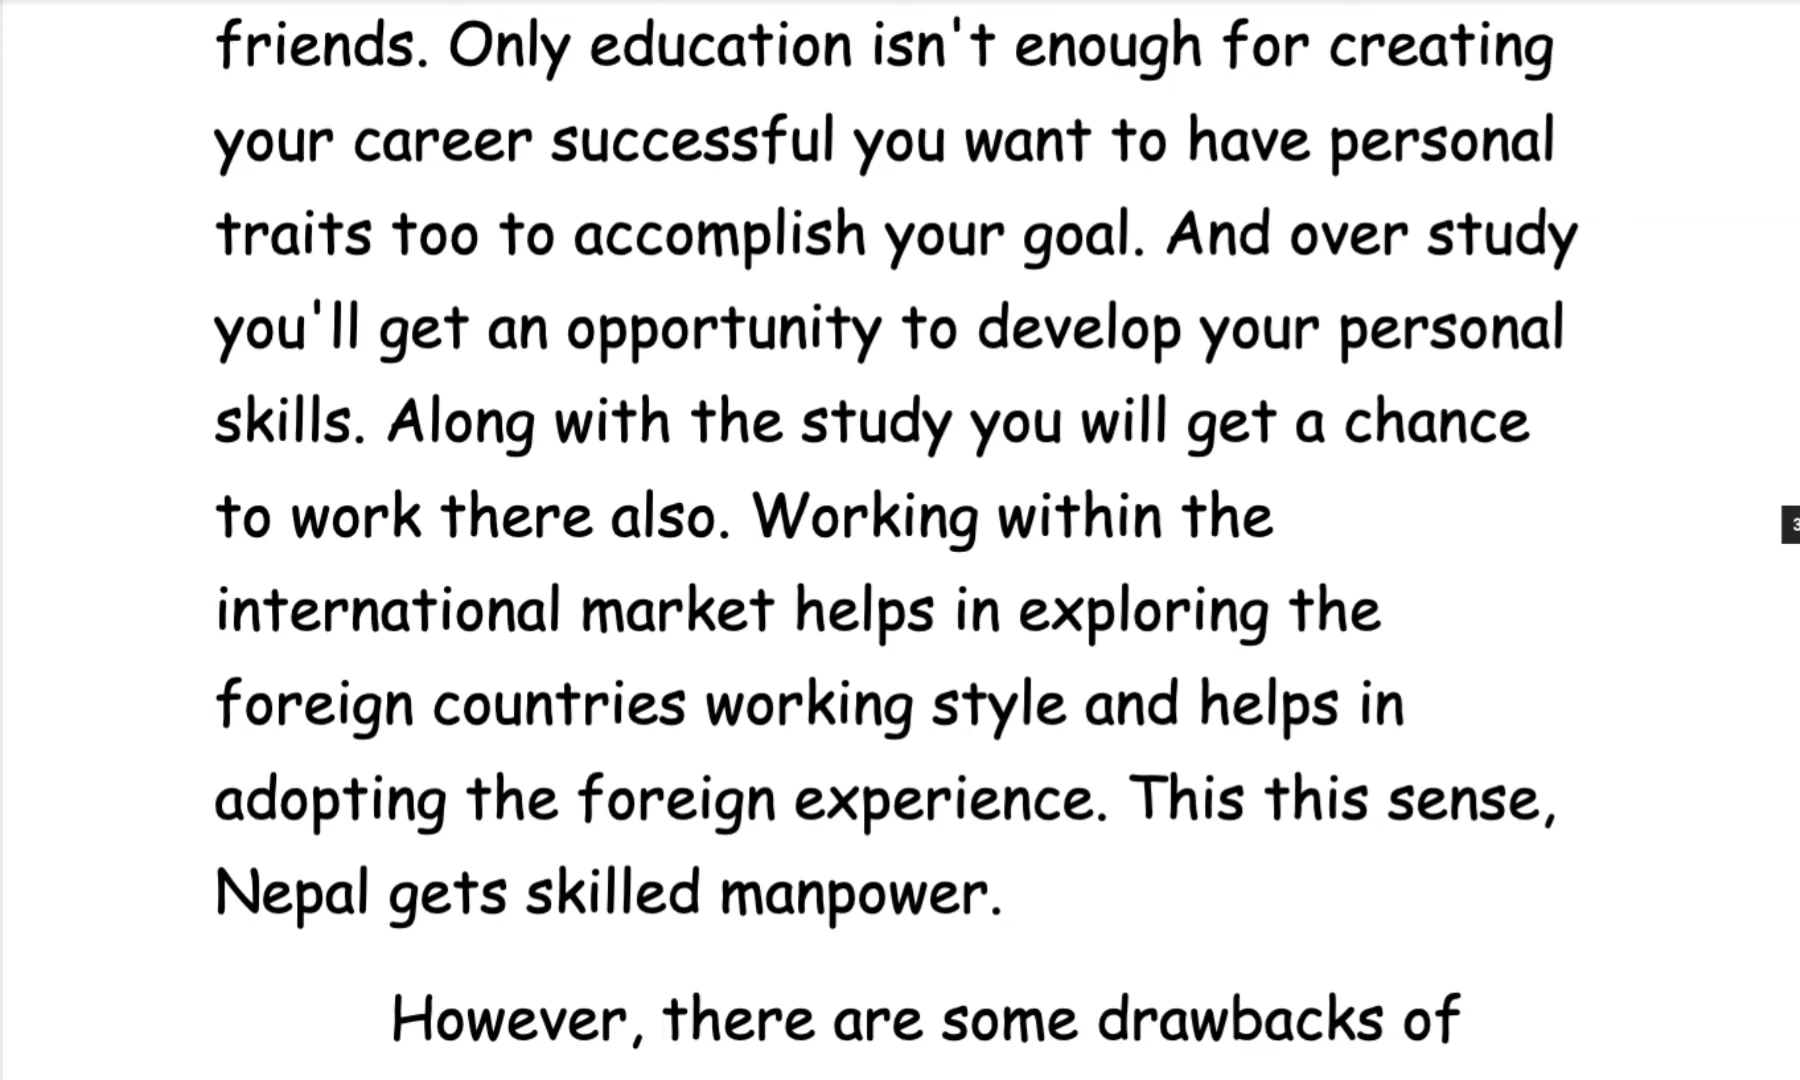 friends. Only education isn't enough for creating
your career successful you want to have personal
traits too to accomplish your goal. And over study
you'll get an opportunity to develop your personal
skills. Along with the study you will get a chance
to work there also. Working within the
international market helps in exploring the
foreign countries working style and helps in
adopting the foreign experience. This this sense,
Nepal gets skilled manpower.
However, there are some drawbacks of